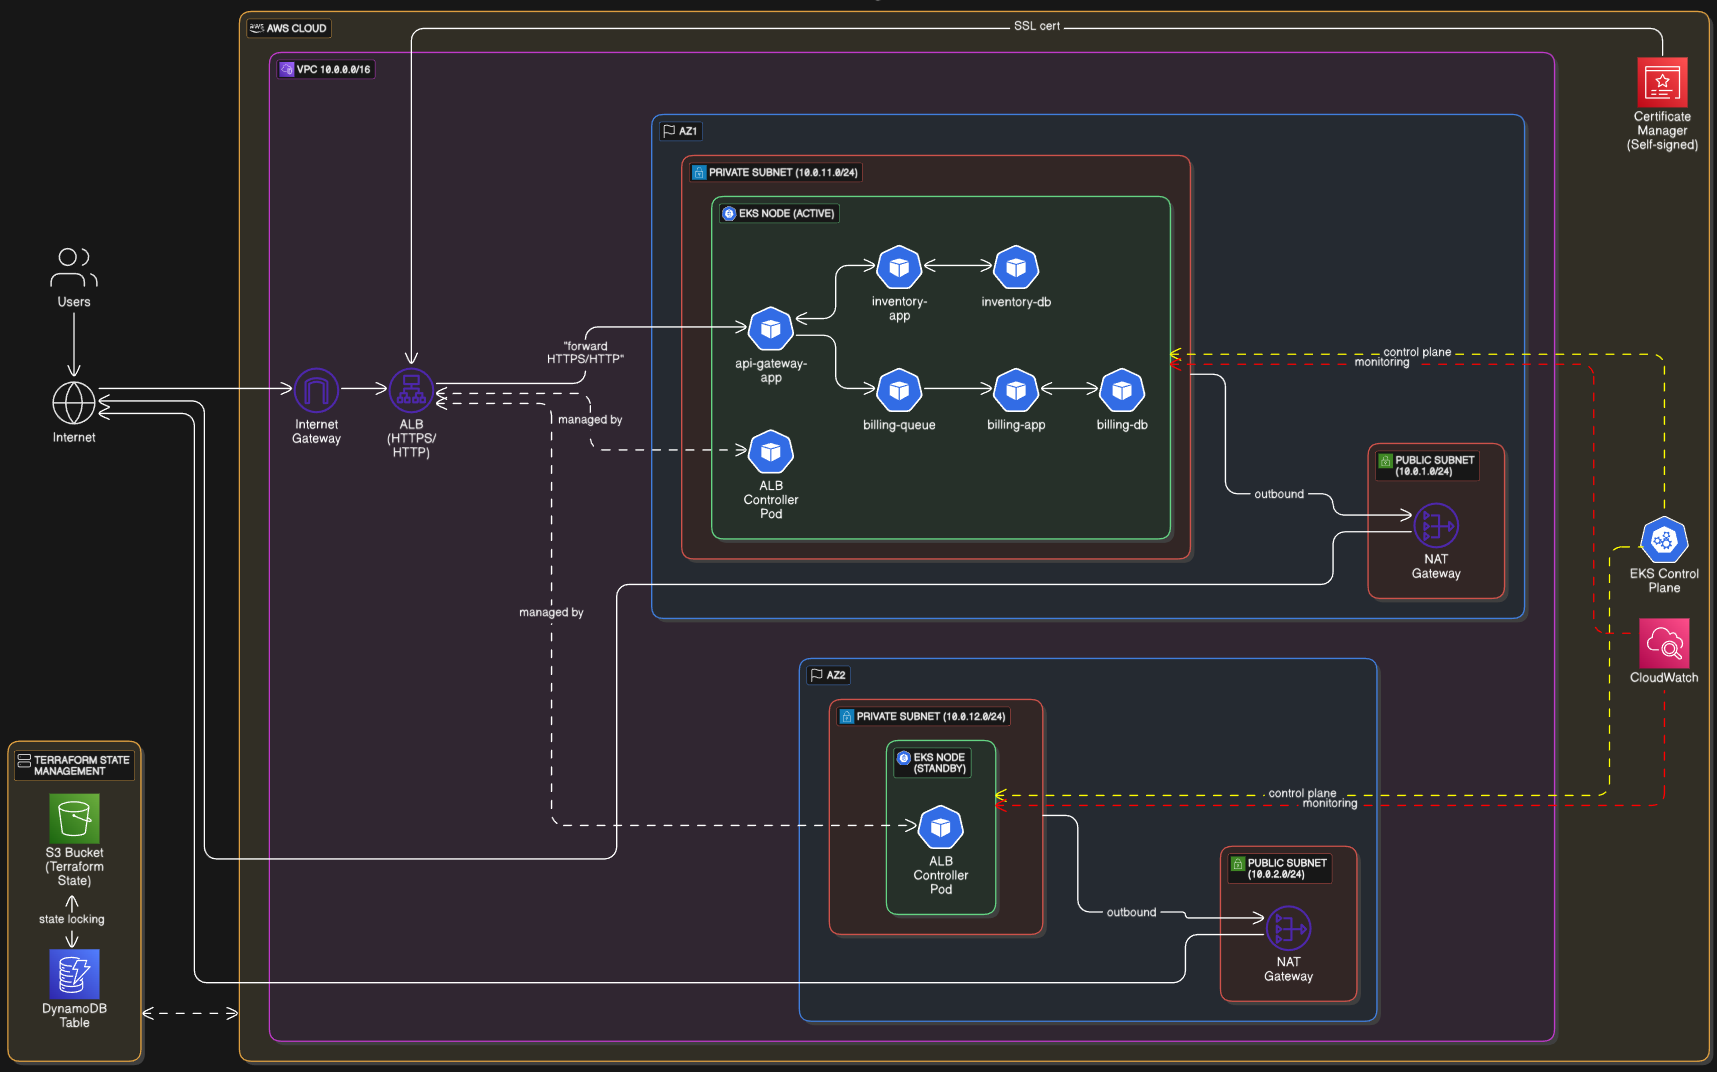 SSL cert
aws AWS CLOUD
VPC 10.0.0.0/16
Certificate
Manager
(Self-signed)
AZ1
PRIVATE SUBNET (10.0.11.0/24)
EKS NODE (ACTIVE)
Users
inventory-
app
inventory-db
"forward
HTTPS/HTTP"
api-gateway-
app
control plane
monitoring
Internet
Internet
Gateway
ALB
(HTTPS/
HTTP)
managed by
billing-queue
billing-app
billing-db
ALB
Controller
Pod
PUBLIC SUBNET
(10.0.1.0/24)
outbound
NAT
Gateway
EKS Control
Plane
managed by
CloudWatch
AZ2
PRIVATE SUBNET (10.0.12.0/24)
EKS NODE
(STANDBY)
control plane
monitoring
ALB
Controller
Pod
PUBLIC SUBNET
(10.0.2.0/24)
outbound
NAT
Gateway
TERRAFORM STATE
MANAGEMENT
S3 Bucket
(Terraform
State)
state locking
DynamoDB
Table